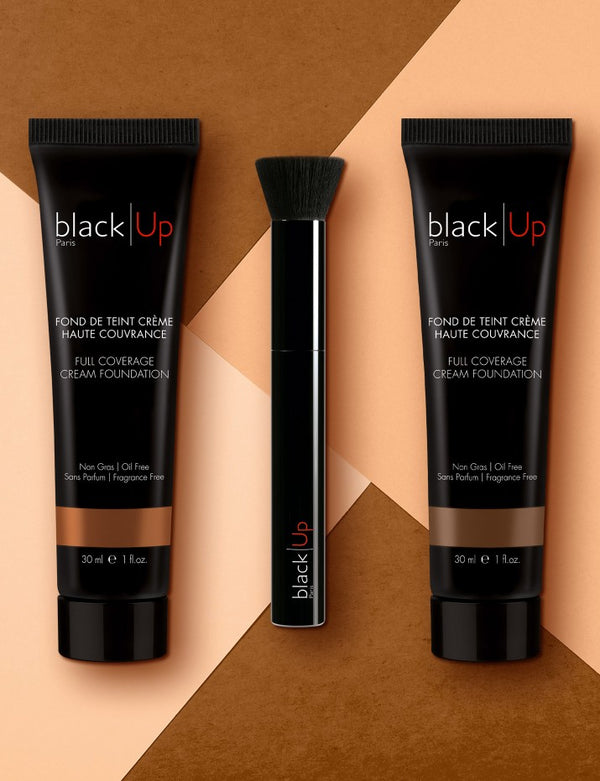 black|Up
Paris
FOND DE TEINT CRÈME
HAUTE COUVRANCE
FULL COVERAGE
CREAM FOUNDATION
Non Gras | Oil Free
Sans Parfum | Fragrance Free
30 ml e 1 fl.oz.
black|Up
Paris
black|Up
Paris
FOND DE TEINT CRÈME
HAUTE COUVRANCE
FULL COVERAGE
CREAM FOUNDATION
Non Gras | Oil Free
Sans Parfum | Fragrance Free
30 ml e 1 fl.oz.